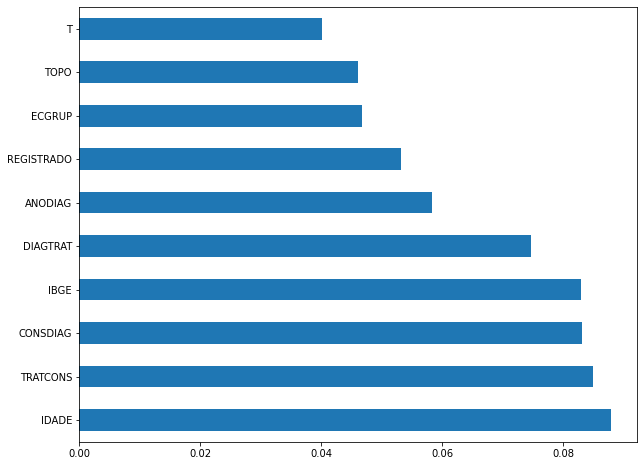 T
TOPO
ECGRUP
REGISTRADO
ANODIAG
DIAGTRAT
IBGE
CONSDIAG
TRATCONS
IDADE
0.00 0.02 0.04 0.06 0.08